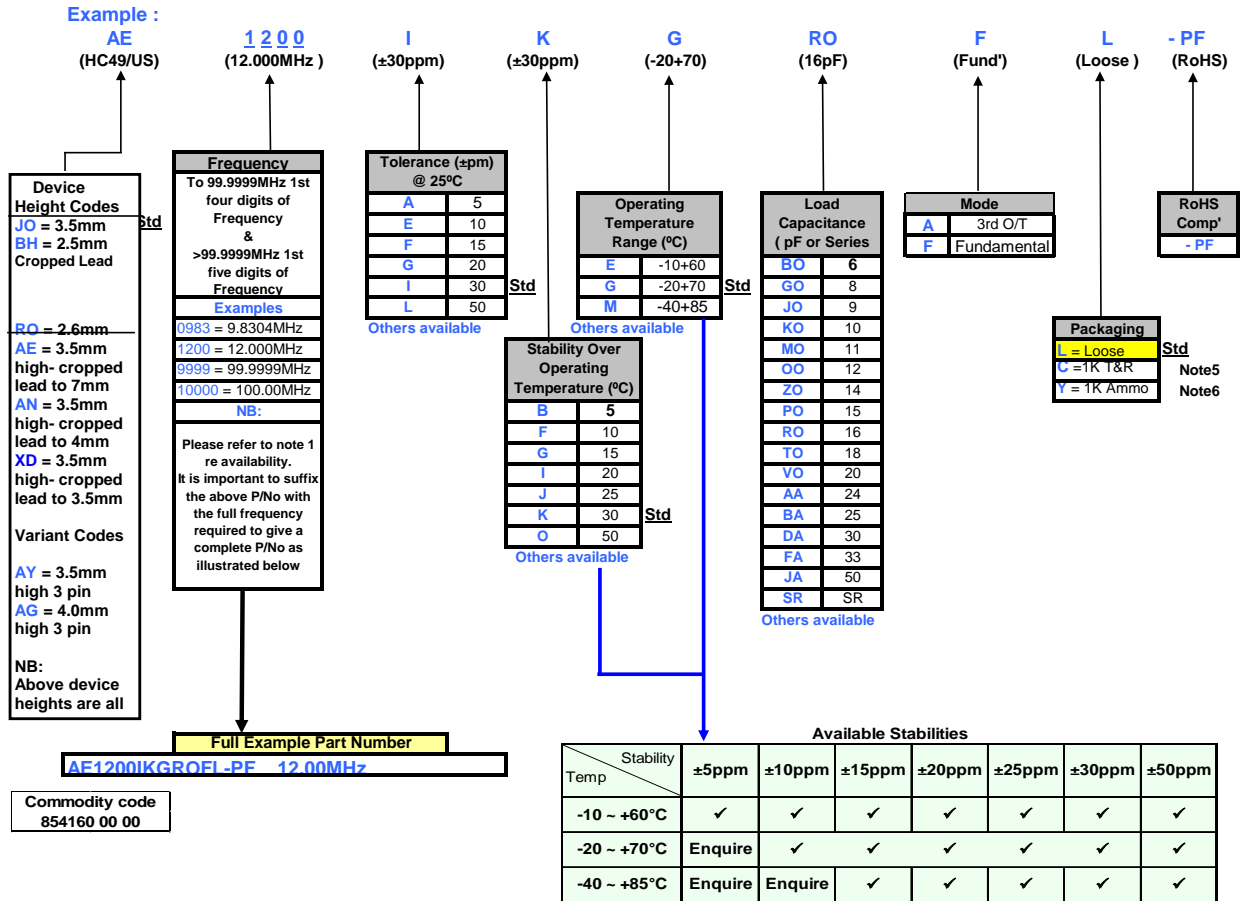 Example :
AE 1 2 0 0 I K G RO F L - PF
(HC49/US) (12.000MHz ) (±30ppm) (±30ppm) (-20+70) (16pF) (Fund') (Loose ) (RoHS)
Device
Height Codes
JO = 3.5mm Std
BH = 2.5mm
Cropped Lead
RO = 2.6mm
AE = 3.5mm
high- cropped
lead to 7mm
AN = 3.5mm
high- cropped
lead to 4mm
XD = 3.5mm
high- cropped
lead to 3.5mm
Variant Codes
AY = 3.5mm
high 3 pin
AG = 4.0mm
high 3 pin
NB:
Above device
heights are all
Frequency
To 99.9999MHz 1st
four digits of
Frequency
&
>99.9999MHz 1st
five digits of
Frequency
Examples
0983 = 9.8304MHz
1200 = 12.000MHz
9999 = 99.9999MHz
10000 = 100.00MHz
NB:
Please refer to note 1
re availability.
It is important to suffix
the above P/No with
the full frequency
required to give a
complete P/No as
illustrated below
Tolerance (±pm)
@ 25ºC
A 5
E 10
F 15
G 20
I 30 Std
L 50
Others available
Stability Over
Operating
Temperature (ºC)
B 5
F 10
G 15
I 20
J 25
K 30 Std
O 50
Others available
Operating
Temperature
Range (ºC)
E -10+60
G -20+70 Std
M -40+85
Others available
Load
Capacitance
( pF or Series
BO 6
GO 8
JO 9
KO 10
MO 11
OO 12
ZO 14
PO 15
RO 16
TO 18
VO 20
AA 24
BA 25
DA 30
FA 33
JA 50
SR SR
Others available
Mode
A 3rd O/T
F Fundamental
Packaging
L = Loose Std
C =1K T&R Note5
Y = 1K Ammo Note6
RoHS
Comp'
- PF
Full Example Part Number
AE1200IKGROFL-PF 12.00MHz
Commodity code
854160 00 00
Available Stabilities
Stability
Temp ±5ppm ±10ppm ±15ppm ±20ppm ±25ppm ±30ppm ±50ppm
-10 ~ +60°C ✓ ✓ ✓ ✓ ✓ ✓ ✓
-20 ~ +70°C Enquire ✓ ✓ ✓ ✓ ✓ ✓
-40 ~ +85°C Enquire Enquire ✓ ✓ ✓ ✓ ✓